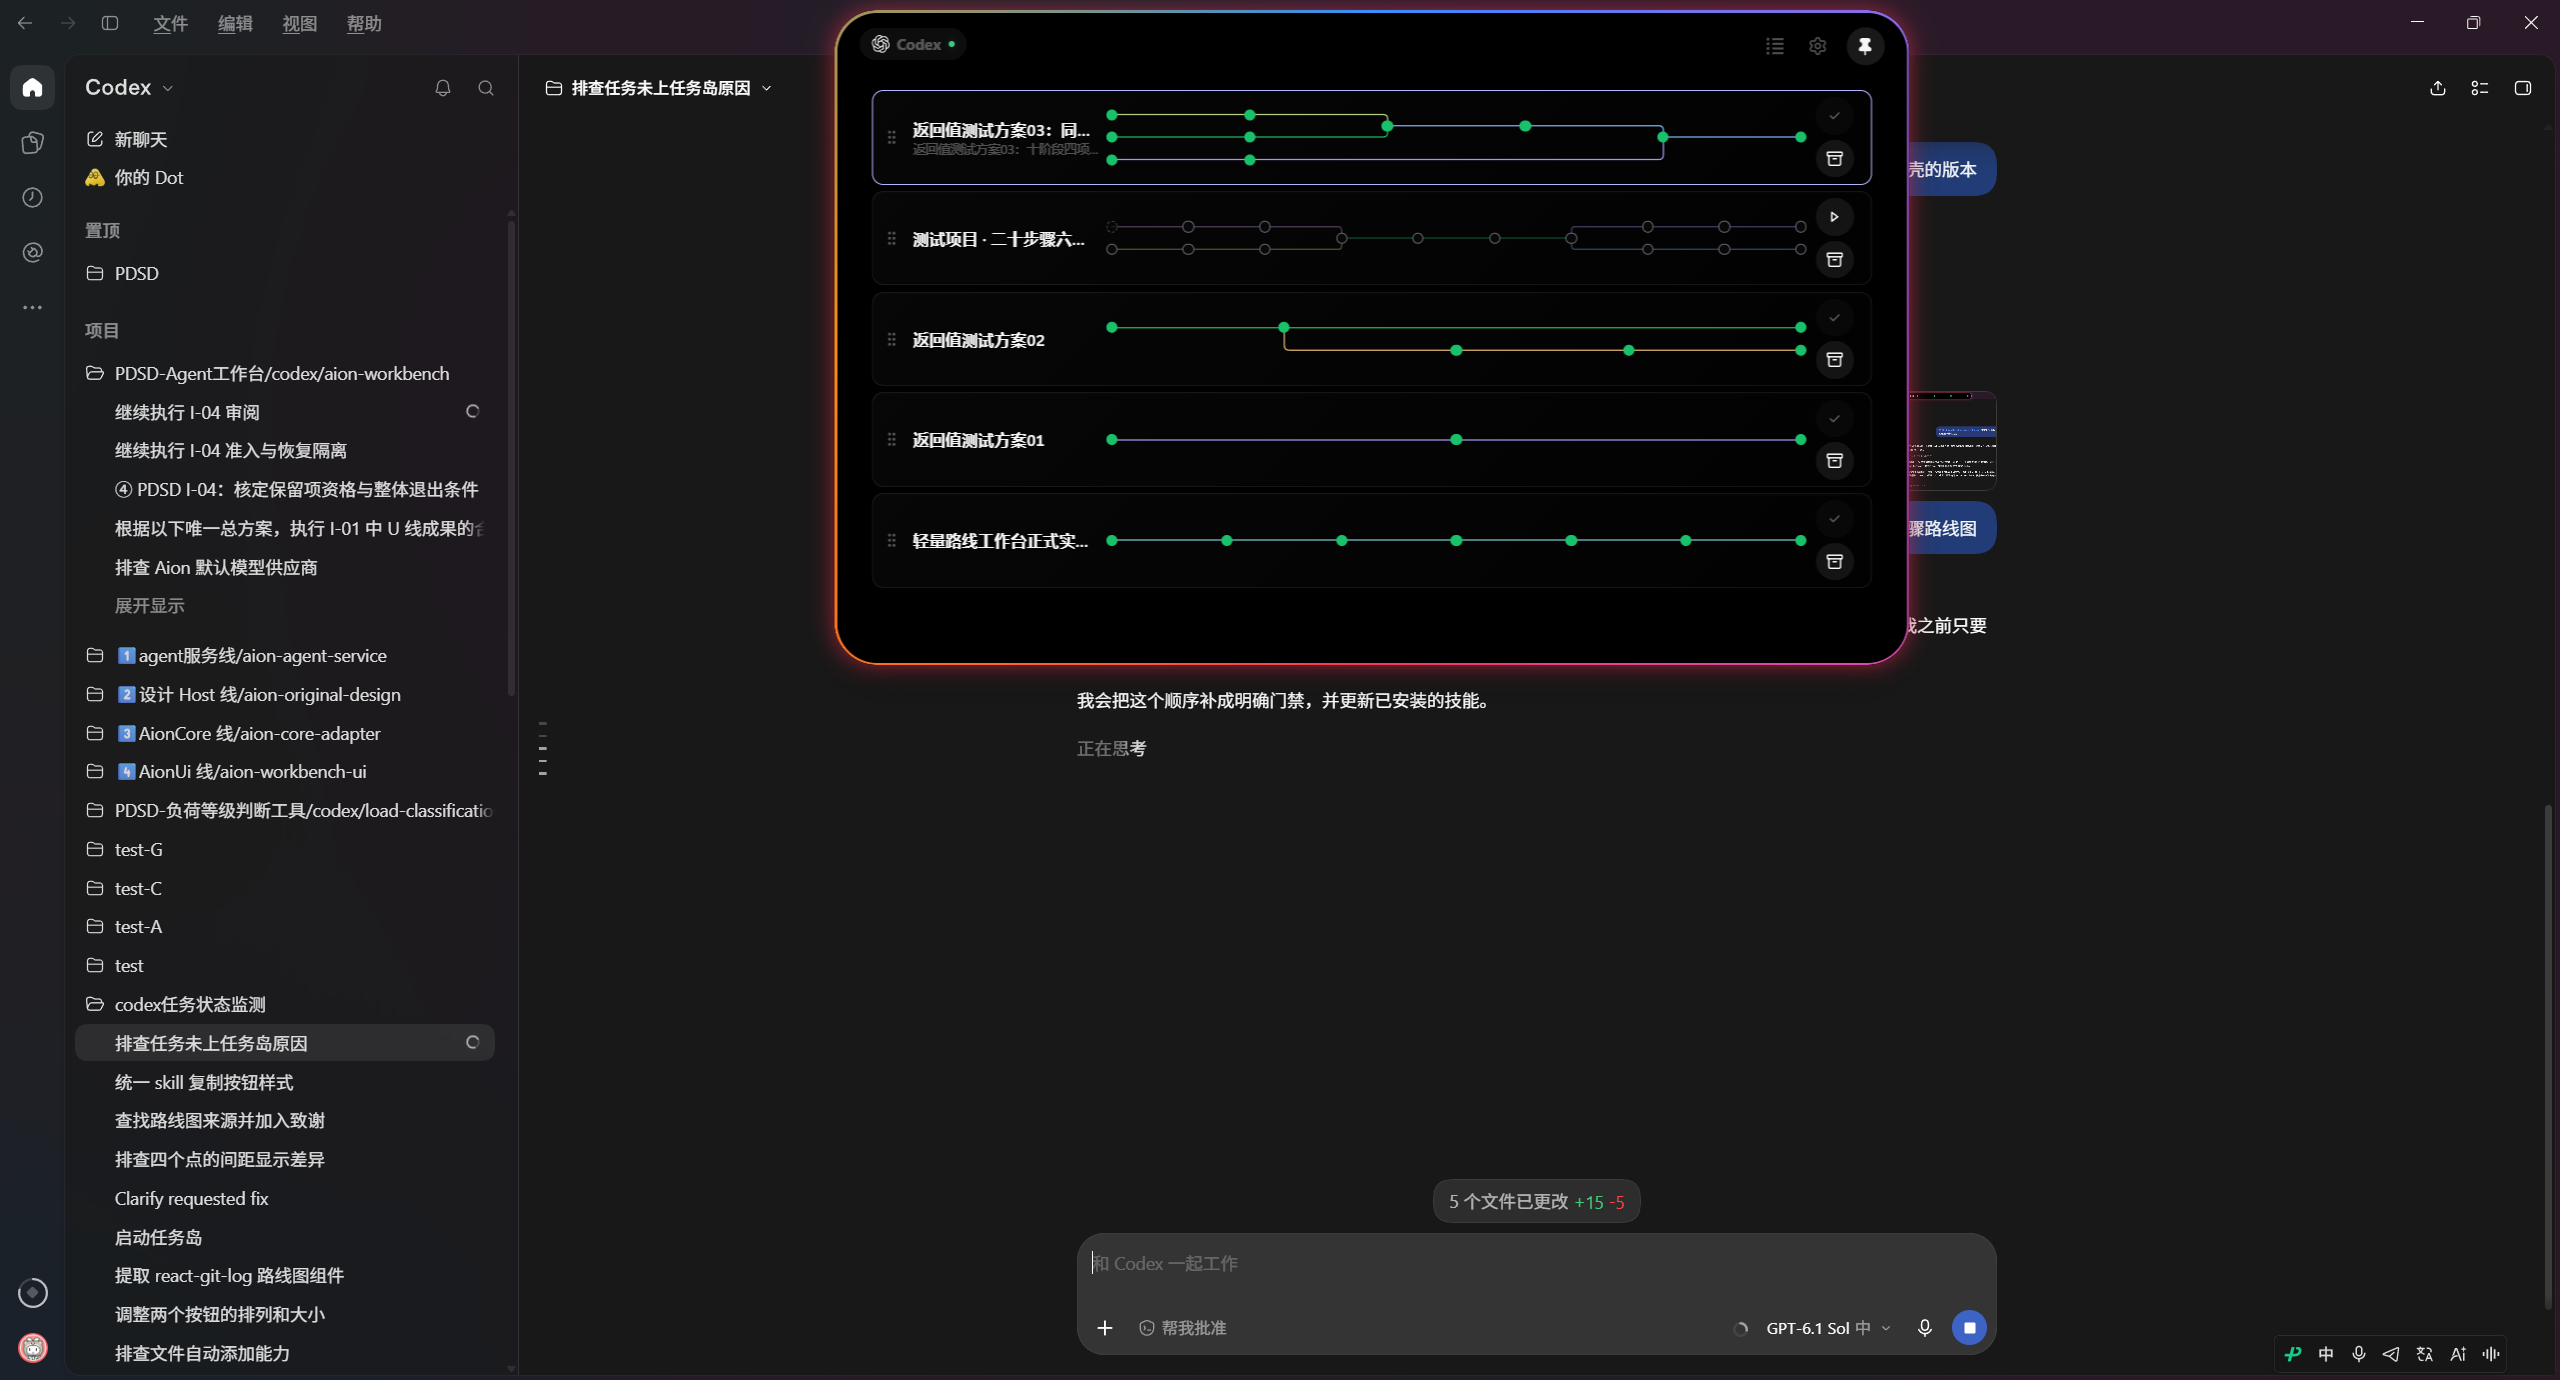 文件 编辑 视图 帮助
Codex
新聊天
你的 Dot
置顶
PDSD
项目
PDSD-Agent工作台/codex/aion-workbench
继续执行 I-04 审阅
继续执行 I-04 准入与恢复隔离
④ PDSD I-04：核定保留项资格与整体退出条件
根据以下唯一总方案，执行 I-01 中 U 线成果的
排查 Aion 默认模型供应商
展开显示
1 agent服务线/aion-agent-service
2 设计 Host 线/aion-original-design
3 AionCore 线/aion-core-adapter
4 AionUi 线/aion-workbench-ui
PDSD-负荷等级判断工具/codex/load-classificatio
test-G
test-C
test-A
test
codex任务状态监测
排查任务未上任务岛原因
统一 skill 复制按钮样式
查找路线图来源并加入致谢
排查四个点的间距显示差异
Clarify requested fix
启动任务岛
提取 react-git-log 路线图组件
调整两个按钮的排列和大小
排查文件自动添加能力
排查任务未上任务岛原因
Codex
返回值测试方案03：同...
返回值测试方案03：十阶段四项...
测试项目 · 二十步骤六...
返回值测试方案02
返回值测试方案01
轻量路线工作台正式实...
壳的版本
骤路线图
我之前只要
我会把这个顺序补成明确门禁，并更新已安装的技能。
正在思考
5 个文件已更改 +15 -5
和 Codex 一起工作
帮我批准
GPT-6.1 Sol 中
中